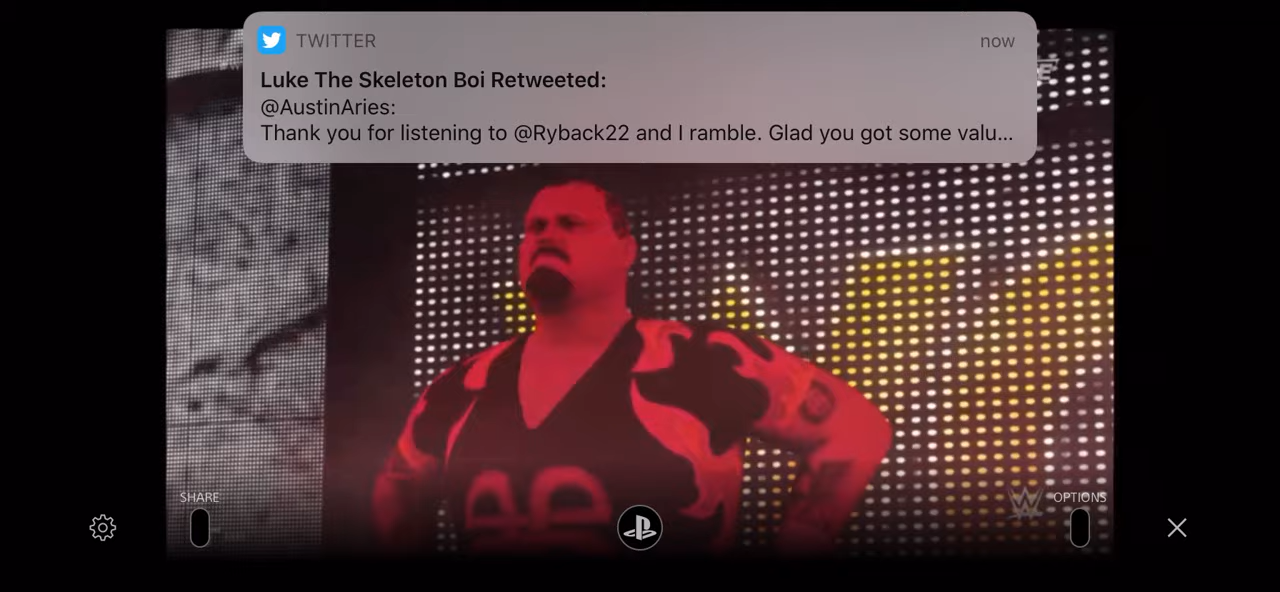 TWITTER
now
Luke The Skeleton Boi Retweeted:
@AustinAries:
Thank you for listening to @Ryback22 and I ramble. Glad you got some valu...
SHARE
OPTIONS